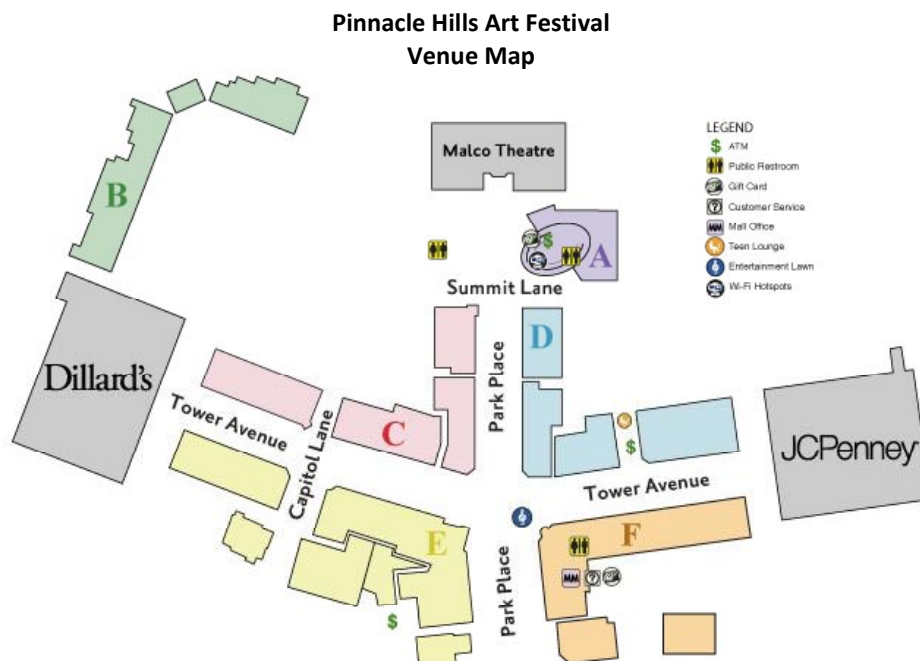 Pinnacle Hills Art Festival
Venue Map
Malco Theatre
LEGEND
$ ATM
Public Restroom
Gift Card
? Customer Service
MM Mall Office
Teen Lounge
Entertainment Lawn
Wi-Fi Hotspots
B
A
$
Summit Lane
D
Park Place
Dillard's
Tower Avenue
Capitol Lane
C
$
JCPenney
Tower Avenue
E
F
MM ?
Park Place
$